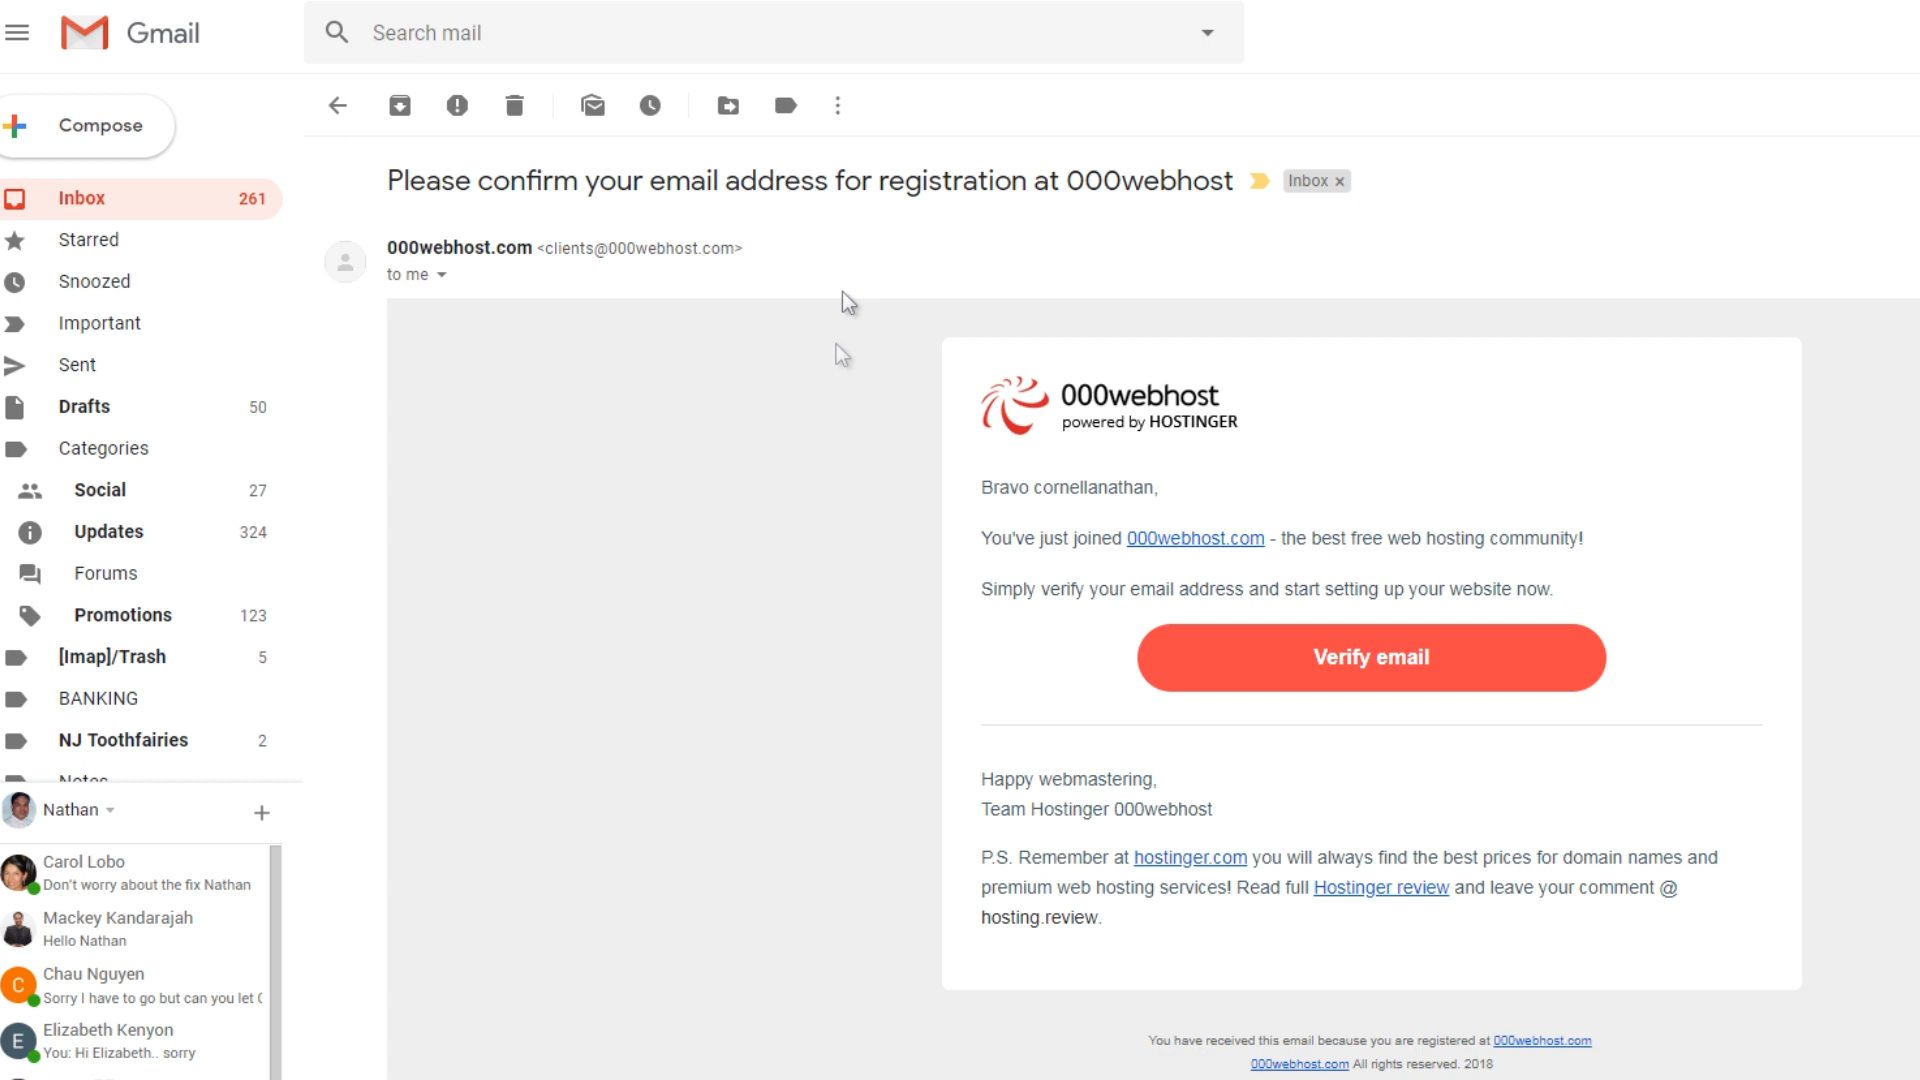 Gmail
Search mail
Compose
Inbox 261
Starred
Snoozed
Important
Sent
Drafts 50
Categories
Social 27
Updates 324
Forums
Promotions 123
[Imap]/Trash 5
BANKING
NJ Toothfairies 2
Notes
Nathan
Carol Lobo
Don't worry about the fix Nathan
Mackey Kandarajah
Hello Nathan
C
Chau Nguyen
Sorry I have to go but can you let
E
Elizabeth Kenyon
You: Hi Elizabeth.. sorry
Please confirm your email address for registration at 000webhost Inbox x
000webhost.com <clients@000webhost.com>
to me
000webhost
powered by HOSTINGER
Bravo cornellanathan,
You've just joined 000webhost.com - the best free web hosting community!
Simply verify your email address and start setting up your website now.
Verify email
Happy webmastering,
Team Hostinger 000webhost
P.S. Remember at hostinger.com you will always find the best prices for domain names and
premium web hosting services! Read full Hostinger review and leave your comment @
hosting.review.
You have received this email because you are registered at 000webhost.com
000webhost.com All rights reserved. 2018